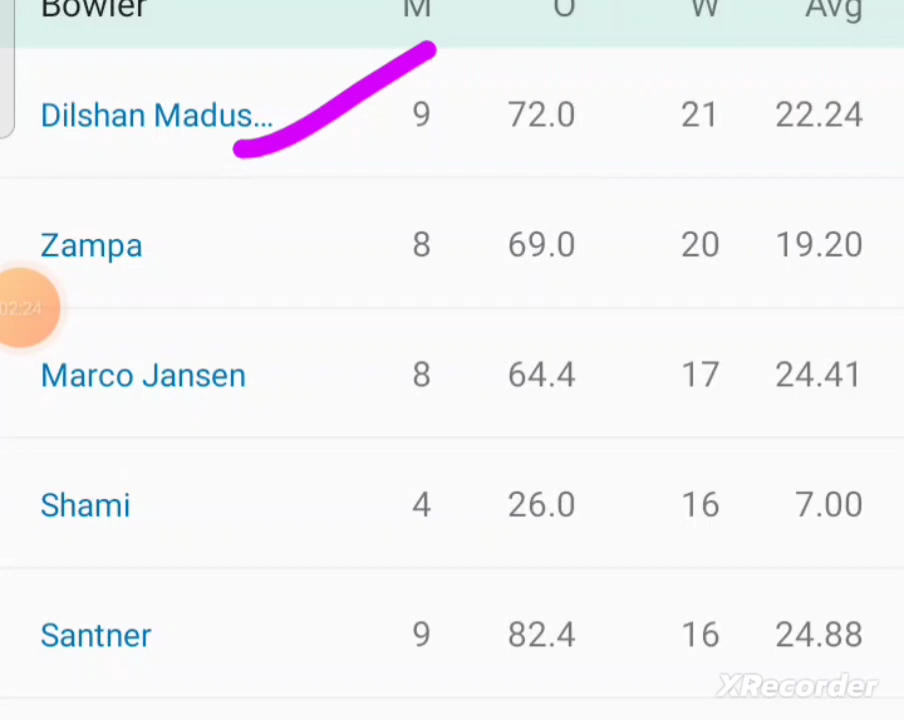 Bowler M O W Avg
Dilshan Madus... 9 72.0 21 22.24
Zampa 8 69.0 20 19.20
02:24
Marco Jansen 8 64.4 17 24.41
Shami 4 26.0 16 7.00
Santner 9 82.4 16 24.88
XRecorder